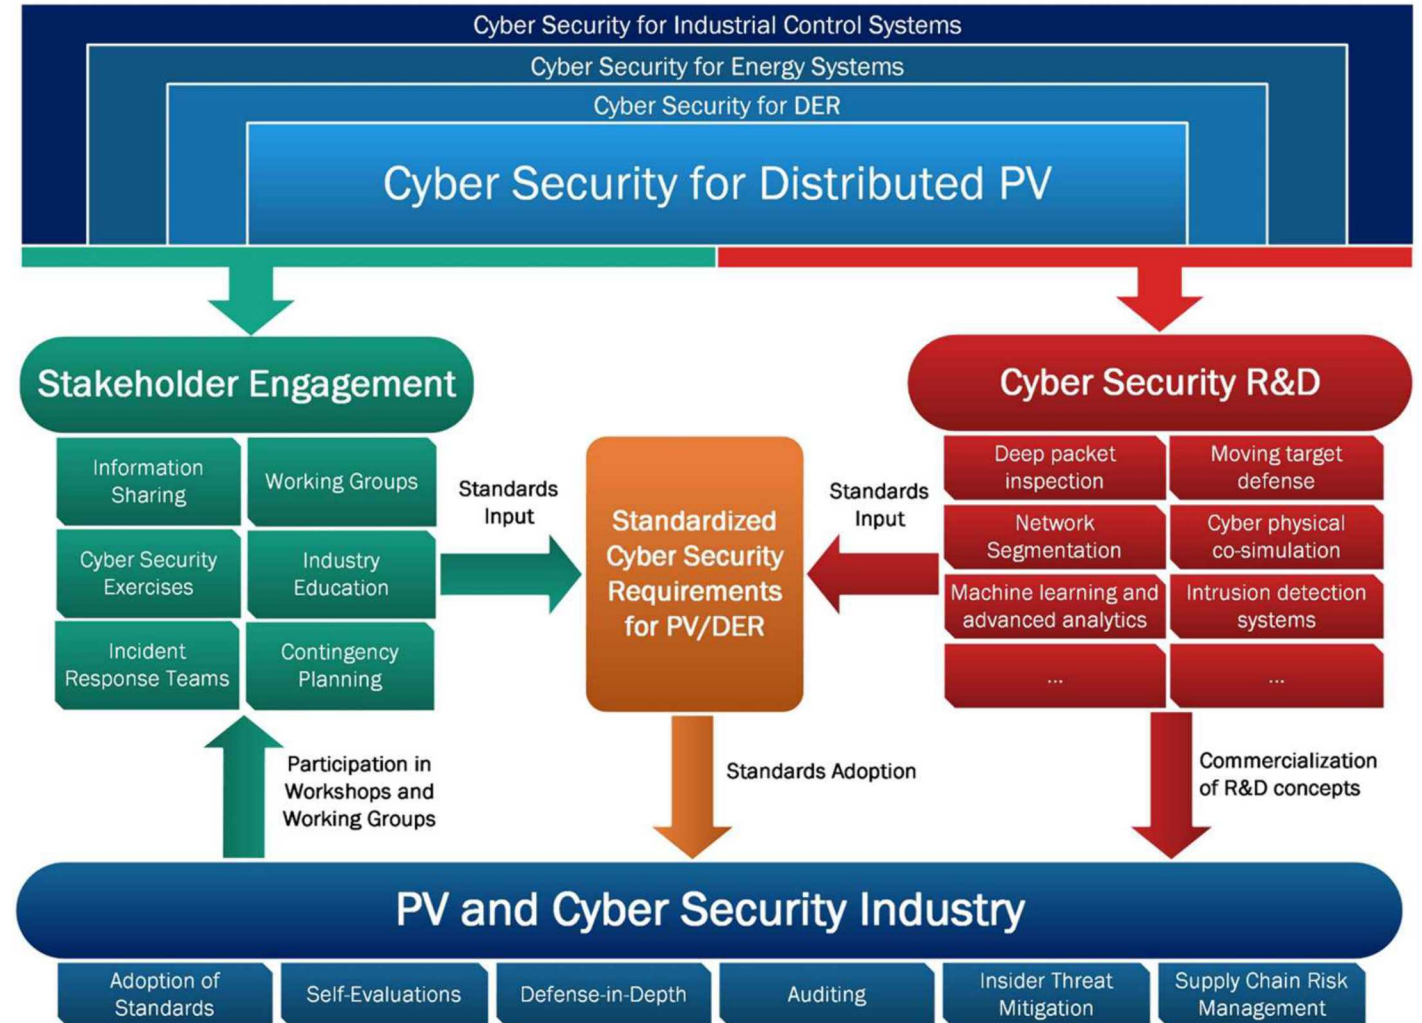 Cyber Security for Industrial Control Systems
Cyber Security for Energy Systems
Cyber Security for DER
Cyber Security for Distributed PV
Stakeholder Engagement
Information
Sharing
Working Groups
Cyber Security
Exercises
Industry
Education
Incident
Response Teams
Contingency
Planning
Standards
Input
Standardized
Cyber Security
Requirements
for PV/DER
Standards
Input
Cyber Security R&D
Deep packet
inspection
Moving target
defense
Network
Segmentation
Cyber physical
co-simulation
Machine learning and
advanced analytics
Intrusion detection
systems
...
...
Participation in
Workshops and
Working Groups
Standards Adoption
Commercialization
of R&D concepts
PV and Cyber Security Industry
Adoption of
Standards
Self-Evaluations
Defense-in-Depth
Auditing
Insider Threat
Mitigation
Supply Chain Risk
Management